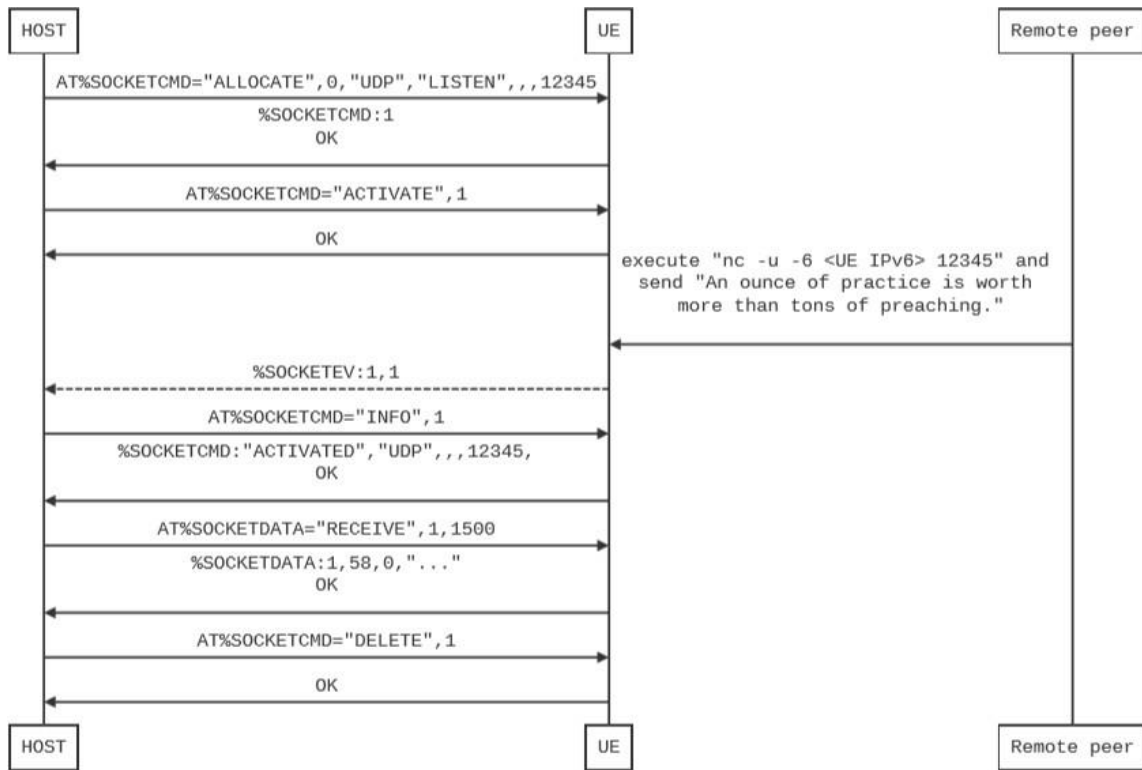 HOST
UE
Remote peer
AT%SOCKETCMD="ALLOCATE",0,"UDP","LISTEN",,,12345
%SOCKETCMD:1
OK
AT%SOCKETCMD="ACTIVATE",1
OK
execute "nc -u -6 <UE IPv6> 12345" and
send "An ounce of practice is worth
more than tons of preaching."
%SOCKETEV:1,1
AT%SOCKETCMD="INFO",1
%SOCKETCMD:"ACTIVATED","UDP",,,12345,
OK
AT%SOCKETDATA="RECEIVE",1,1500
%SOCKETDATA:1,58,0,"..."
OK
AT%SOCKETCMD="DELETE",1
OK
HOST
UE
Remote peer